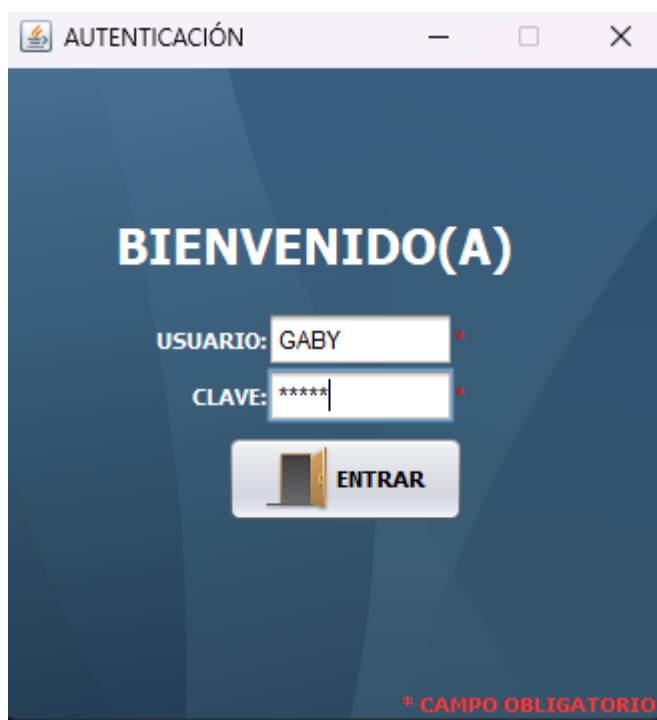 AUTENTICACIÓN
BIENVENIDO(A)
USUARIO: GABY *
CLAVE: ***** *
ENTRAR
* CAMPO OBLIGATORIO